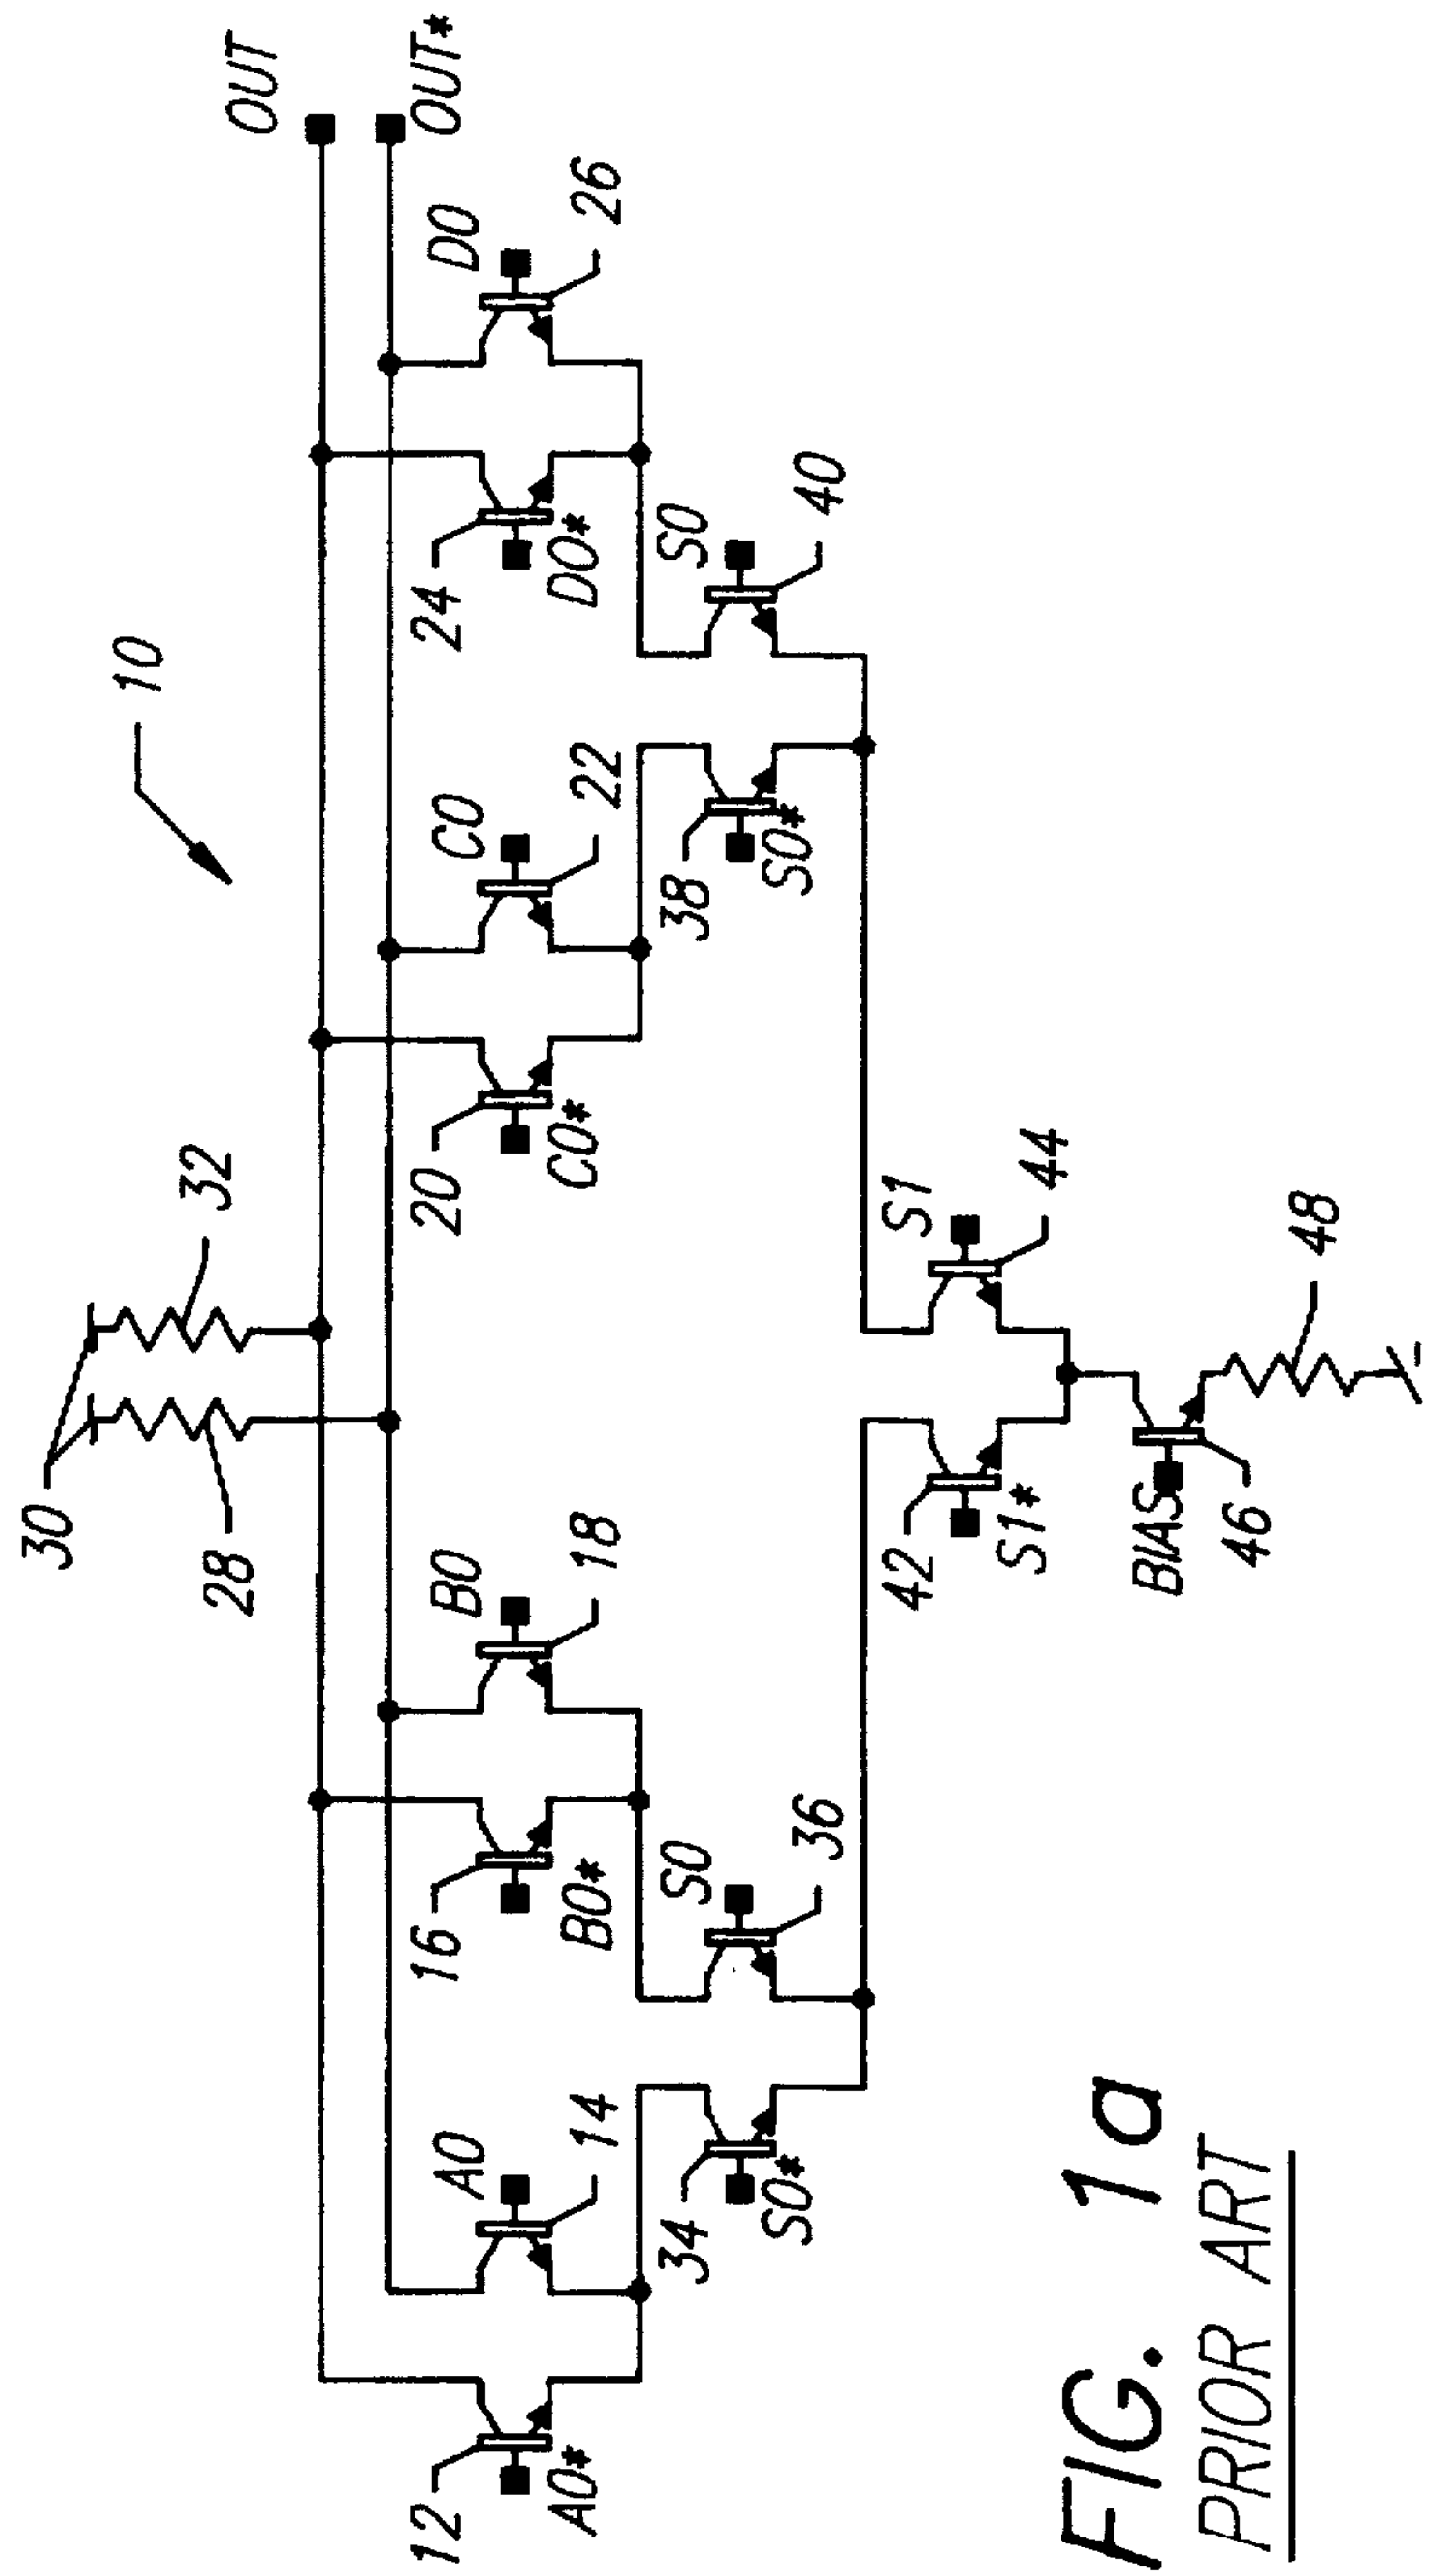 10
30
28
32
OUT
OUT*
12
A0*
A0
14
16
B0*
B0
18
20
C0*
C0
22
24
D0*
D0
26
34
S0*
S0
36
38
S0*
S0
40
42
S1*
S1
44
BIAS
46
48
FIG. 1a
PRIOR ART